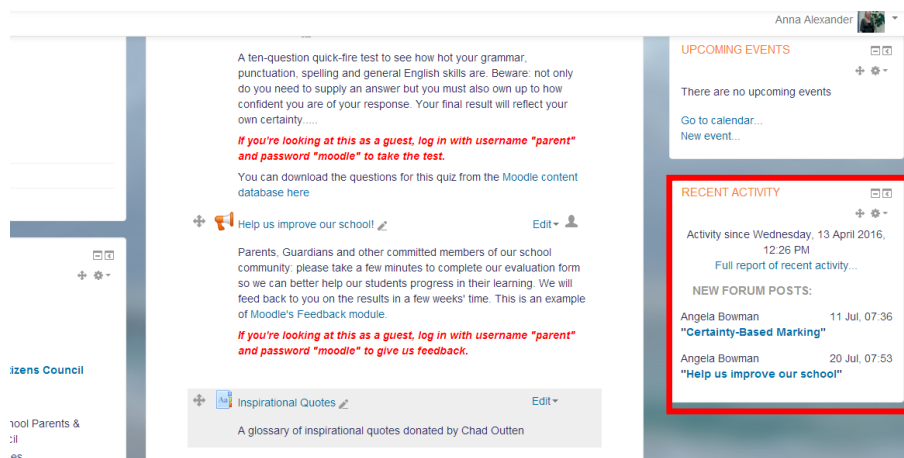 Anna Alexander
A ten-question quick-fire test to see how hot your grammar,
punctuation, spelling and general English skills are. Beware: not only
do you need to supply an answer but you must also own up to how
confident you are of your response. Your final result will reflect your
own certainty.....
If you're looking at this as a guest, log in with username "parent"
and password "moodle" to take the test.
You can download the questions for this quiz from the Moodle content
database here
Help us improve our school!
Edit
Parents, Guardians and other committed members of our school
community: please take a few minutes to complete our evaluation form
so we can better help our students progress in their learning. We will
feed back to you on the results in a few weeks' time. This is an example
of Moodle's Feedback module.
If you're looking at this as a guest, log in with username "parent"
and password "moodle" to give us feedback.
Inspirational Quotes
Edit
A glossary of inspirational quotes donated by Chad Outten
Council
Parents &
UPCOMING EVENTS
There are no upcoming events
Go to calendar...
New event...
RECENT ACTIVITY
Activity since Wednesday, 13 April 2016,
12:26 PM
Full report of recent activity...
NEW FORUM POSTS:
Angela Bowman 11 Jul, 07:36
"Certainty-Based Marking"
Angela Bowman 20 Jul, 07:53
"Help us improve our school"